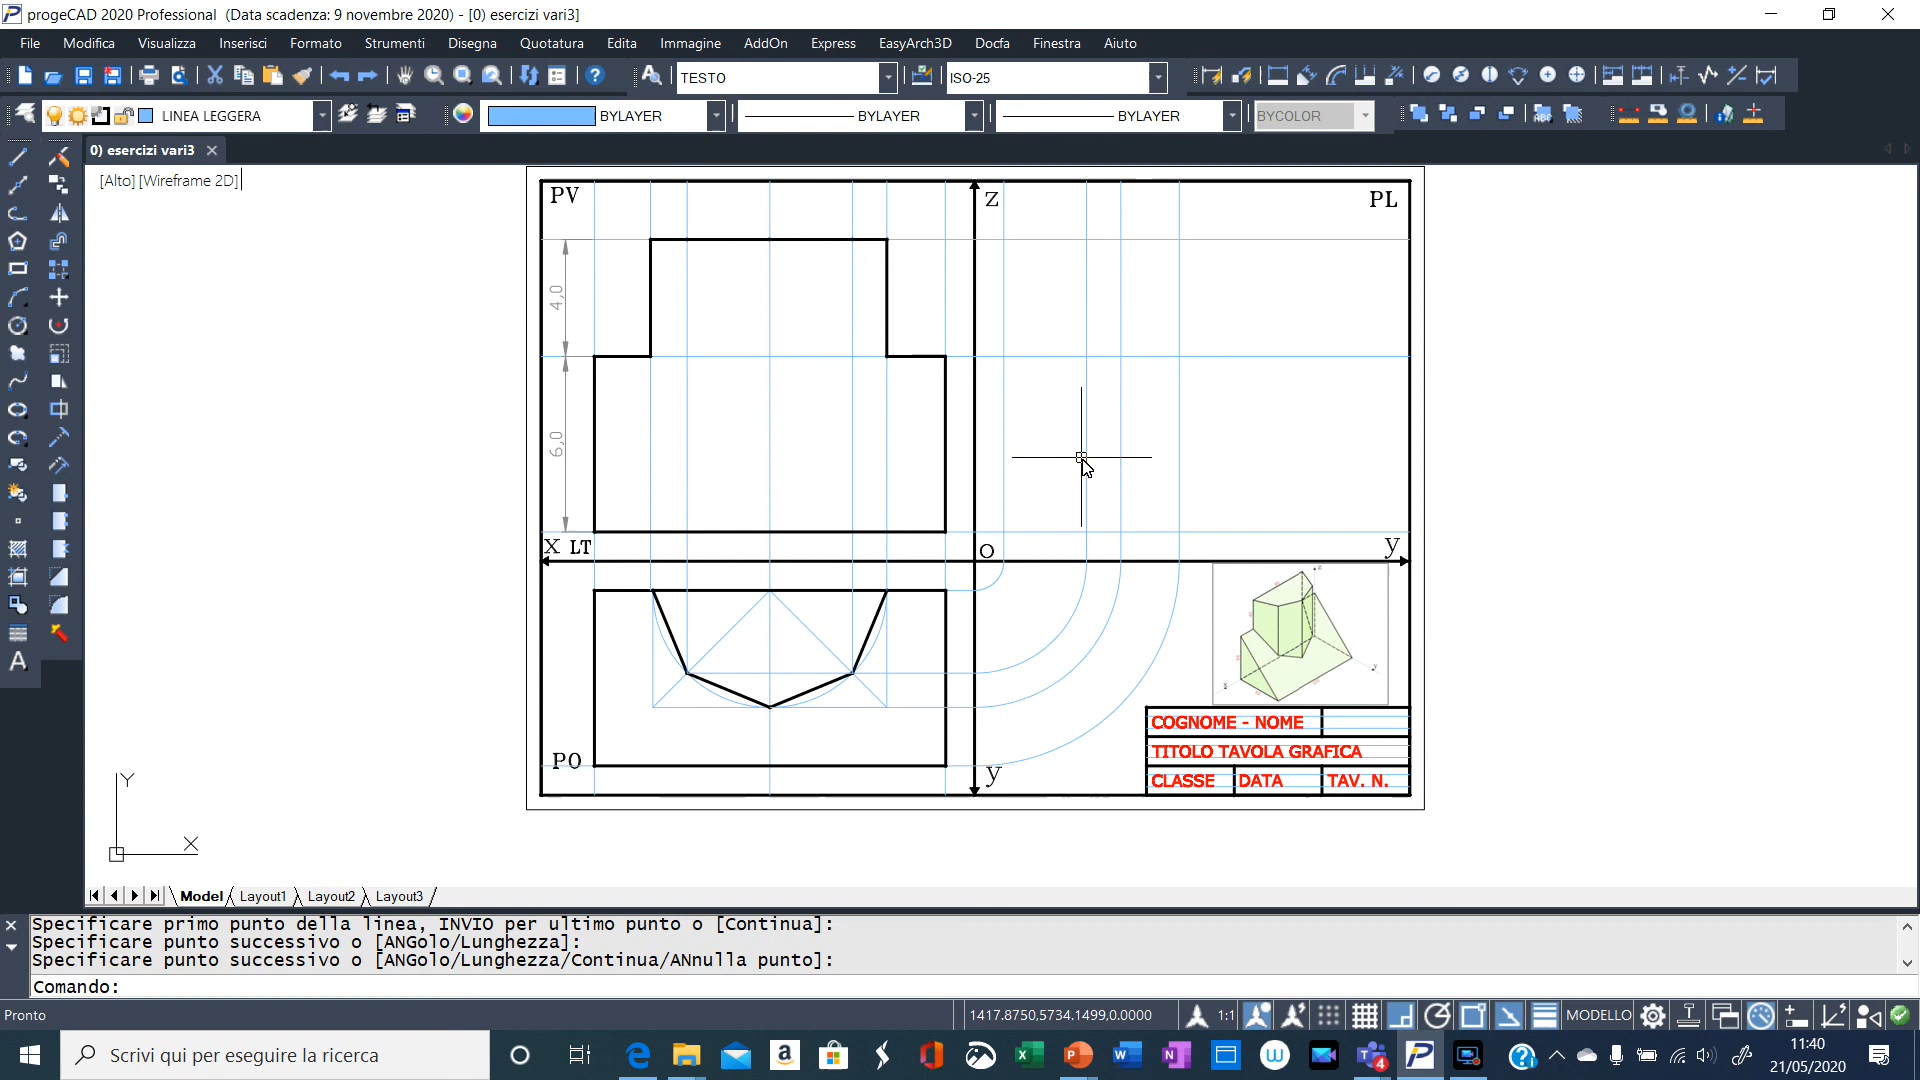 progeCAD 2020 Professional (Data scadenza: 9 novembre 2020) - [0) esercizi vari3]
File Modifica Visualizza Inserisci Formato Strumenti Disegna Quotatura Edita Immagine AddOn Express EasyArch3D Docfa Finestra Aiuto
TESTO ISO-25
LINEA LEGGERA BYLAYER BYLAYER BYLAYER BYCOLOR
0) esercizi vari3
[Alto] [Wireframe 2D]
PV Z PL
4,0
6,0
X LT O y
PO y
COGNOME - NOME
TITOLO TAVOLA GRAFICA
CLASSE DATA TAV. N.
Y
X
Model Layout1 Layout2 Layout3
Specificare primo punto della linea, INVIO per ultimo punto o [Continua]:
Specificare punto successivo o [ANGolo/Lunghezza]:
Specificare punto successivo o [ANGolo/Lunghezza/Continua/ANnulla punto]:
Comando:
Pronto 1417.8750,5734.1499,0.0000 1:1 MODELLO
Scrivi qui per eseguire la ricerca
4
11:40
21/05/2020